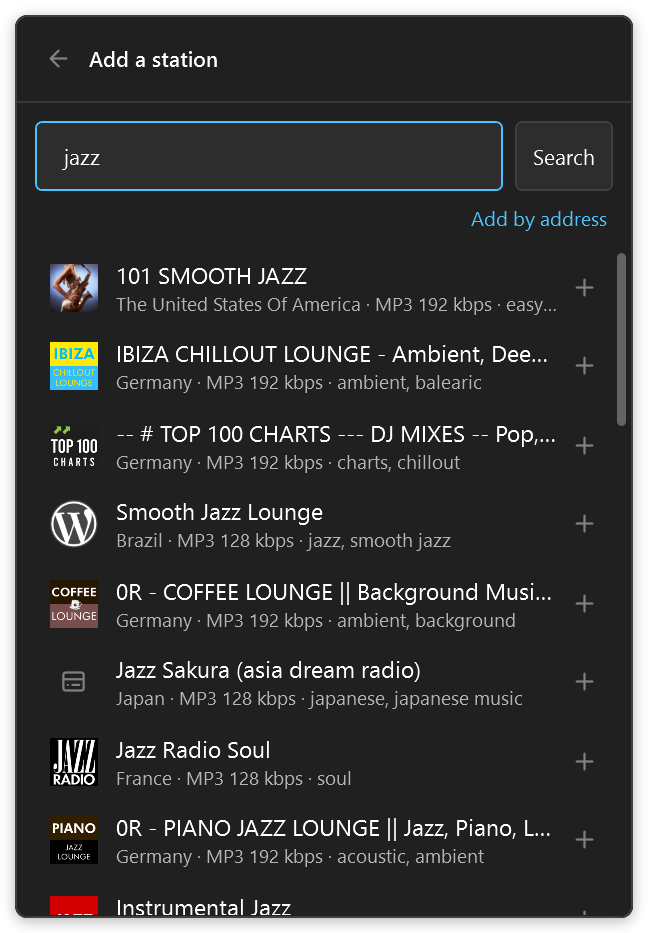 Add a station
jazz
Search
Add by address
101 SMOOTH JAZZ
The United States Of America · MP3 192 kbps · easy...
IBIZA
CHILLOUT
LOUNGE
IBIZA CHILLOUT LOUNGE - Ambient, Dee...
Germany · MP3 192 kbps · ambient, balearic
TOP 100
CHARTS
-- # TOP 100 CHARTS --- DJ MIXES -- Pop,...
Germany · MP3 192 kbps · charts, chillout
Smooth Jazz Lounge
Brazil · MP3 128 kbps · jazz, smooth jazz
COFFEE
LOUNGE
0R - COFFEE LOUNGE || Background Musi...
Germany · MP3 192 kbps · ambient, background
Jazz Sakura (asia dream radio)
Japan · MP3 128 kbps · japanese, japanese music
JAZZ
RADIO
Jazz Radio Soul
France · MP3 128 kbps · soul
PIANO
JAZZ
LOUNGE
0R - PIANO JAZZ LOUNGE || Jazz, Piano, L...
Germany · MP3 192 kbps · acoustic, ambient
Instrumental Jazz